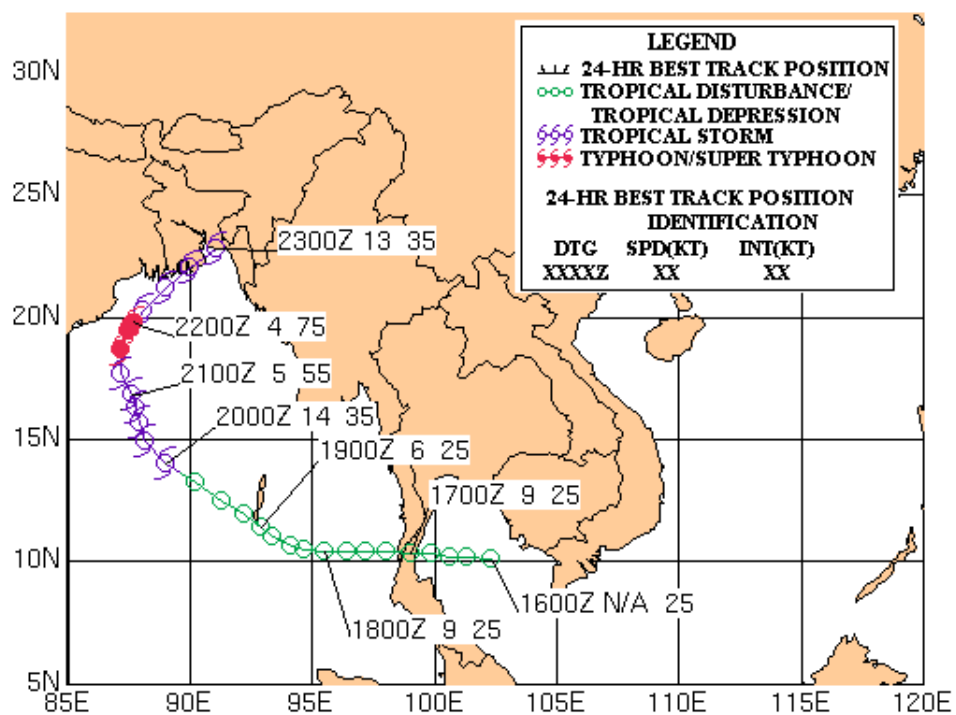 LEGEND
24-HR BEST TRACK POSITION
TROPICAL DISTURBANCE/
TROPICAL DEPRESSION
TROPICAL STORM
TYPHOON/SUPER TYPHOON
24-HR BEST TRACK POSITION
IDENTIFICATION
DTG SPD(KT) INT(KT)
XXXXZ XX XX
30N
25N
20N
15N
10N
5N
2300Z 13 35
2200Z 4 75
2100Z 5 55
2000Z 14 35
1900Z 6 25
1700Z 9 25
1600Z N/A 25
1800Z 9 25
85E 90E 95E 100E 105E 110E 115E 120E